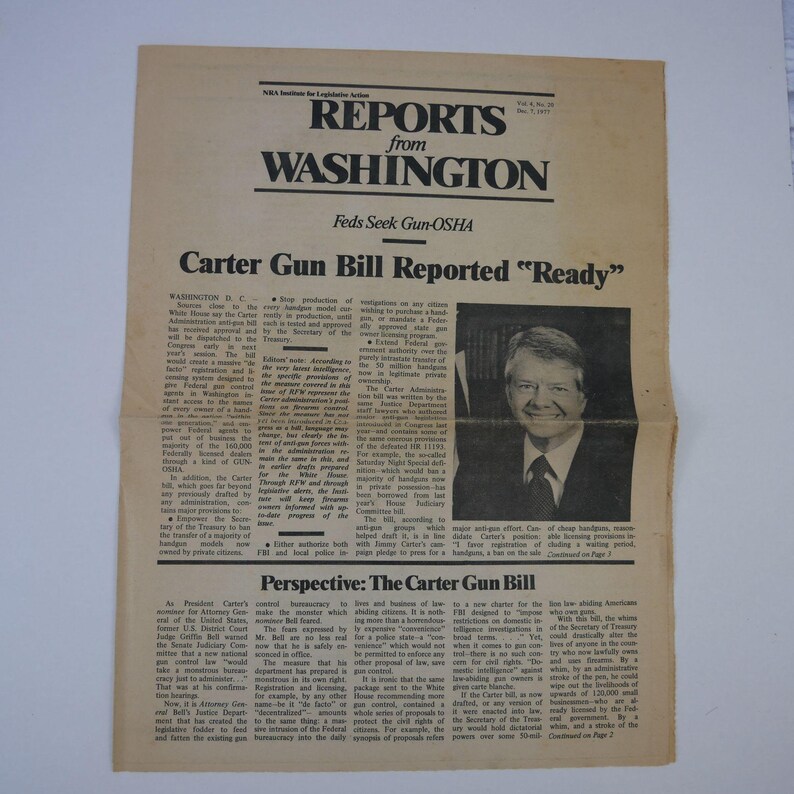 NRA Institute for Legislative Action
Vol. 4, No. 20
Dec. 7, 1977
REPORTS
from
WASHINGTON
Feds Seek Gun-OSHA
Carter Gun Bill Reported “Ready”
WASHINGTON D. C. –
Sources close to the
White House say the Carter
Administration anti-gun bill
has received approval and
will be dispatched to the
Congress early in next
year's session. The bill
would create a massive "de
facto" registration and li-
censing system designed to
give Federal gun control
agents in Washington in-
stant access to the names
of every owner of a hand-
gun in the nation "within
one generation," and em-
power Federal agents to
put out of business the
majority of the 160,000
Federally licensed dealers
through a kind of GUN-
OSHA.
In addition, the Carter
bill, which goes far beyond
any previously drafted by
any administration, con-
tains major provisions to:
● Empower the Secre-
tary of the Treasury to ban
the transfer of a majority of
handgun models now
owned by private citizens.
● Stop production of
every handgun model cur-
rently in production, until
each is tested and approved
by the Secretary of the
Treasury.
Editors' note: According to
the very latest intelligence,
the specific provisions of
the measure covered in this
issue of RFW represent the
Carter administration's posi-
tions on firearms control.
Since the measure has not
yet been introduced in Con-
gress as a bill, language may
change, but clearly the in-
tent of anti-gun forces with-
in the administration re-
main the same in this, and
in earlier drafts prepared
for the White House.
Through RFW and through
legislative alerts, the Insti-
tute will keep firearms
owners informed with up-
to-date progress of the
issue.
● Either authorize both
FBI and local police in-
vestigations on any citizen
wishing to purchase a hand-
gun, or mandate a Feder-
ally approved state gun
owner licensing program.
● Extend Federal gov-
ernment authority over the
purely intrastate transfer of
the 50 million handguns
now in legitimate private
ownership.
The Carter Administra-
tion bill was written by the
same Justice Department
staff lawyers who authored
major anti-gun legislation
introduced in Congress last
year—and contains some of
the same onerous provisions
of the defeated HR 11193.
For example, the so-called
Saturday Night Special defi-
nition—which would ban a
majority of handguns now
in private possession—has
been borrowed from last
year's House Judiciary
Committee bill.
The bill, according to
anti-gun groups which
helped draft it, is in line
with Jimmy Carter's cam-
paign pledge to press for a
major anti-gun effort. Can-
didate Carter's position:
"I favor registration of
handguns, a ban on the sale
of cheap handguns, reason-
able licensing provisions in-
cluding a waiting period,
Continued on Page 3
Perspective: The Carter Gun Bill
As President Carter's
nominee for Attorney Gen-
eral of the United States,
former U.S. District Court
Judge Griffin Bell warned
the Senate Judiciary Com-
mittee that a new national
gun control law "would
take a monstrous bureau-
cracy just to administer. . ."
That was at his confirma-
tion hearings.
Now, it is Attorney Gen-
eral Bell's Justice Depart-
ment that has created the
legislative fodder to feed
and fatten the existing gun
control bureaucracy to
make the monster which
nominee Bell feared.
The fears expressed by
Mr. Bell are no less real
now that he is safely en-
sconced in office.
The measure that his
department has prepared is
monstrous in its own right.
Registration and licensing,
for example, by any other
name—be it "de facto" or
"decentralized"— amounts
to the same thing: a mas-
sive intrusion of the Federal
bureaucracy into the daily
lives and business of law-
abiding citizens. It is noth-
ing more than a horrendous-
ly expensive "convenience"
for a police state—a "con-
venience" which would not
be permitted to enforce any
other proposal of law, save
gun control.
It is ironic that the same
package sent to the White
House recommending more
gun control, contained a
whole series of proposals to
protect the civil rights of
citizens. For example, the
synopsis of proposals refers
to a new charter for the
FBI designed to "impose
restrictions on domestic in-
telligence investigations in
broad terms. . ." Yet,
when it comes to gun con-
trol—there is no such con-
cern for civil rights. "Do-
mestic intelligence" against
law-abiding gun owners is
given carte blanche.
If the Carter bill, as now
drafted, or any version of
it were enacted into law,
the Secretary of the Treas-
ury would hold dictatorial
powers over some 50-mil-
lion law- abiding Americans
who own guns.
With this bill, the whims
of the Secretary of Treasury
could drastically alter the
lives of anyone in the coun-
try who now lawfully owns
and uses firearms. By a
whim, by an administrative
stroke of the pen, he could
wipe out the livelihoods of
upwards of 120,000 small
businessmen—who are al-
ready licensed by the Fed-
eral government. By a
whim, and a stroke of the
Continued on Page 2